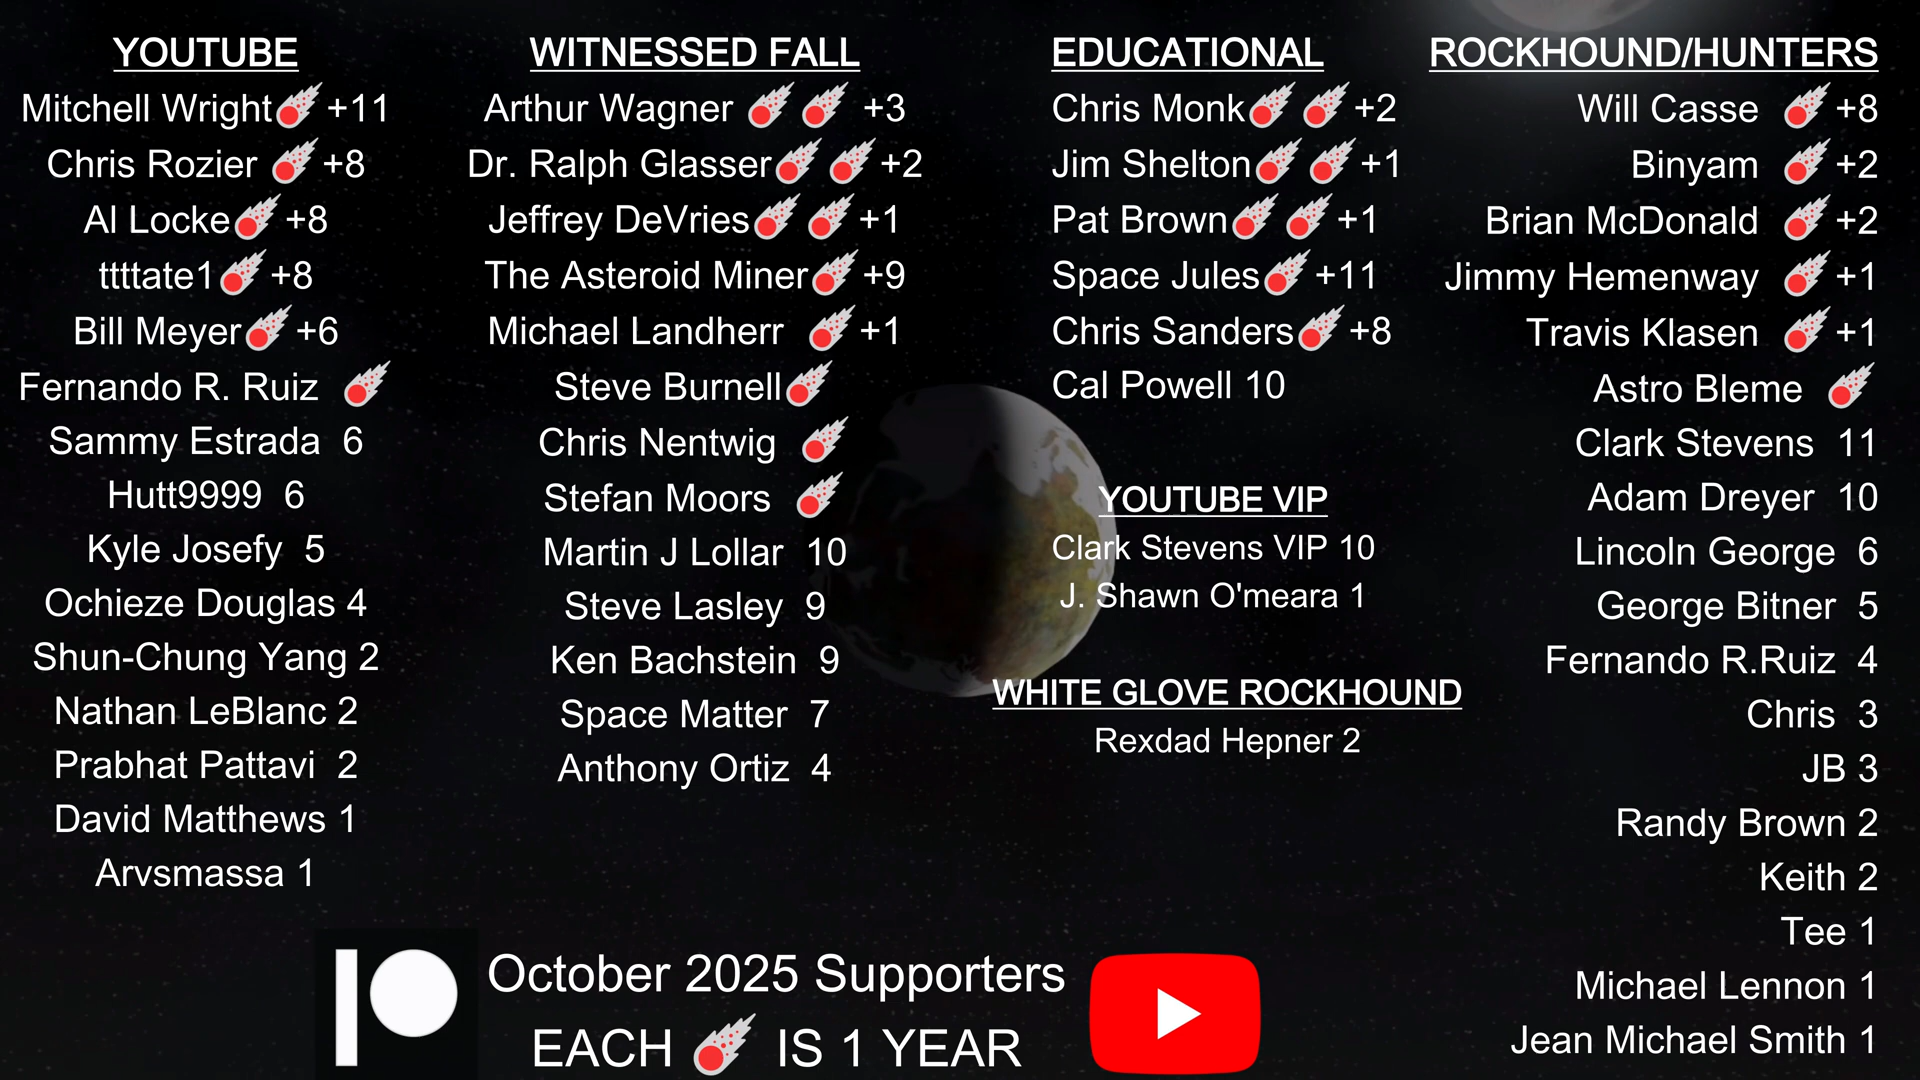 YOUTUBE
Mitchell Wright +11
Chris Rozier +8
Al Locke +8
ttttate1 +8
Bill Meyer +6
Fernando R. Ruiz
Sammy Estrada 6
Hutt9999 6
Kyle Josefy 5
Ochieze Douglas 4
Shun-Chung Yang 2
Nathan LeBlanc 2
Prabhat Pattavi 2
David Matthews 1
Arvsmassa 1
WITNESSED FALL
Arthur Wagner +3
Dr. Ralph Glasser +2
Jeffrey DeVries +1
The Asteroid Miner +9
Michael Landherr +1
Steve Burnell
Chris Nentwig
Stefan Moors
Martin J Lollar 10
Steve Lasley 9
Ken Bachstein 9
Space Matter 7
Anthony Ortiz 4
EDUCATIONAL
Chris Monk +2
Jim Shelton +1
Pat Brown +1
Space Jules +11
Chris Sanders +8
Cal Powell 10
YOUTUBE VIP
Clark Stevens VIP 10
J. Shawn O'meara 1
WHITE GLOVE ROCKHOUND
Rexdad Hepner 2
ROCKHOUND/HUNTERS
Will Casse +8
Binyam +2
Brian McDonald +2
Jimmy Hemenway +1
Travis Klasen +1
Astro Bleme
Clark Stevens 11
Adam Dreyer 10
Lincoln George 6
George Bitner 5
Fernando R.Ruiz 4
Chris 3
JB 3
Randy Brown 2
Keith 2
Tee 1
Michael Lennon 1
Jean Michael Smith 1
October 2025 Supporters
EACH IS 1 YEAR